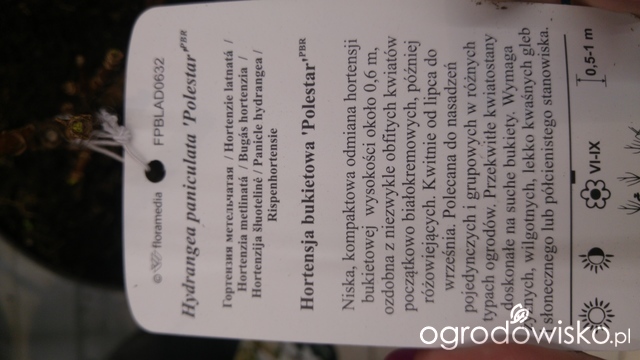 © floramedia FPBLAD0632
Hydrangea paniculata 'Polestar'PBR
Гортензия метельчатая / Hortenzie latnatá /
Hortenzia metlinatá / Bugás hortenzia /
Hortenzija šluotelinė / Panicle hydrangea /
Rispenhortensie
Hortensja bukietowa 'Polestar'PBR
Niska, kompaktowa odmiana hortensji
bukietowej wysokości około 0,6 m,
ozdobna z niezwykle obfitych kwiatów
początkowo białokremowych, później
różowiejących. Kwitnie od lipca do
września. Polecana do nasadzeń
pojedynczych i grupowych w różnych
typach ogrodów. Przekwitłe kwiatostany
doskonałe na suche bukiety. Wymaga
żyznych, wilgotnych, lekko kwaśnych gleb
słonecznego lub półcienistego stanowiska.
VI-IX
0,5-1 m
ogrodowisko.pl